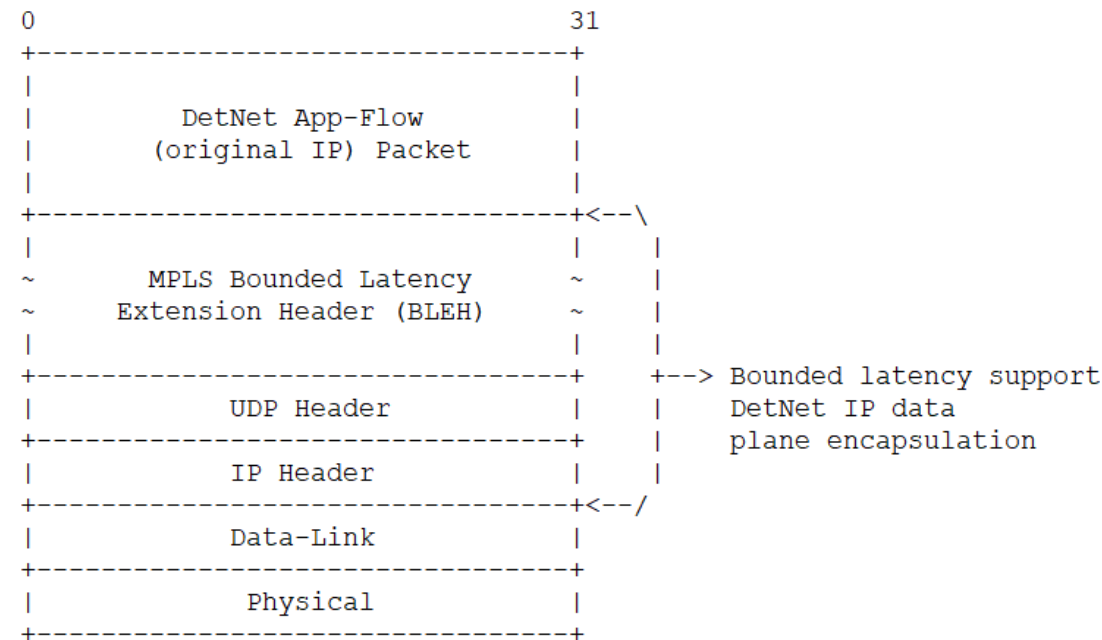 0                                31
+---------------------------------+
|                                 |
|         DetNet App-Flow         |
|       (original IP) Packet      |
|                                 |
+---------------------------------+<--\
|                                 |    |
~       MPLS Bounded Latency      ~    |
~     Extension Header (BLEH)     ~    |
|                                 |    |
+---------------------------------+    +--> Bounded latency support
|            UDP Header           |    |    DetNet IP data
+---------------------------------+    |    plane encapsulation
|            IP Header            |    |
+---------------------------------+<--/
|            Data-Link            |
+---------------------------------+
|             Physical            |
+---------------------------------+